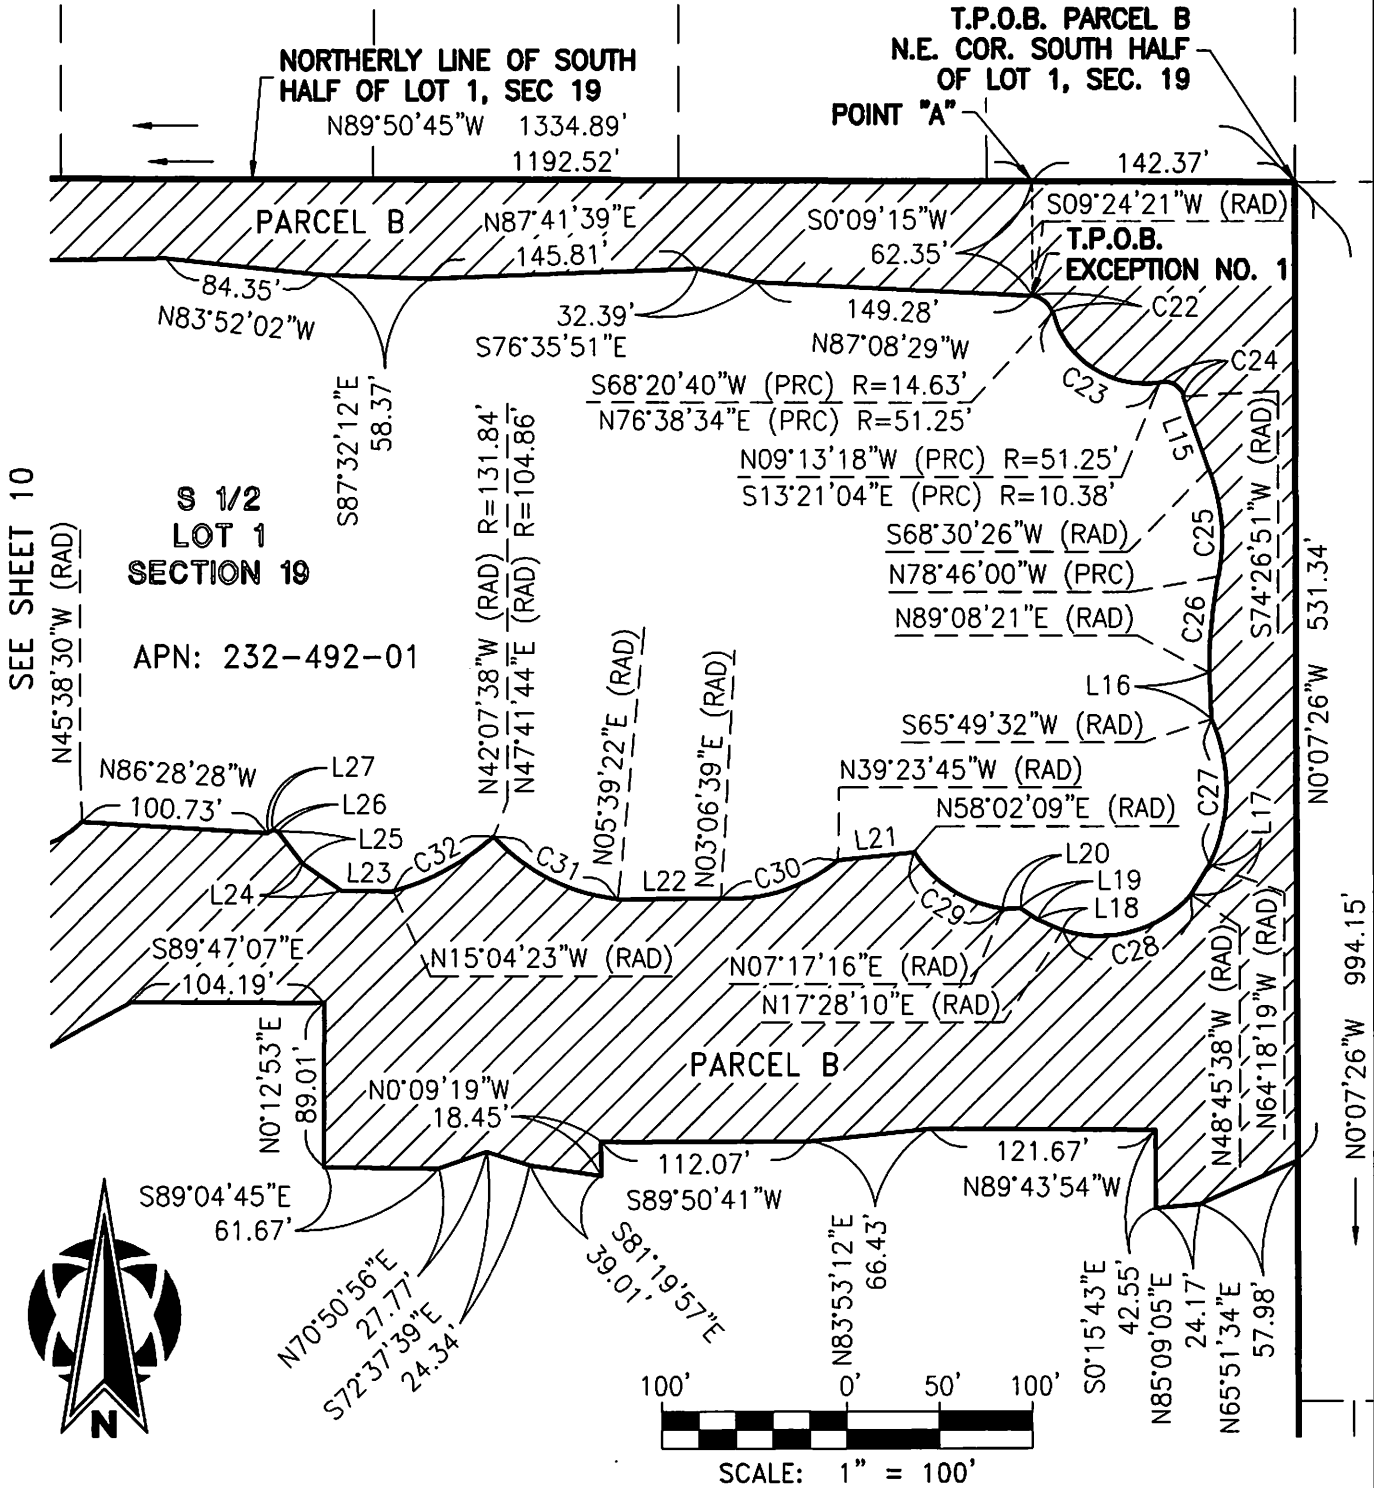 T.P.O.B. PARCEL B
N.E. COR. SOUTH HALF
OF LOT 1, SEC. 19
NORTHERLY LINE OF SOUTH
HALF OF LOT 1, SEC 19
POINT "A"
N89°50'45"W 1334.89'
1192.52'
142.37'
PARCEL B
N87°41'39"E
145.81'
S0°09'15"W
62.35'
S09°24'21"W (RAD)
T.P.O.B.
EXCEPTION NO. 1
84.35'
N83°52'02"W
32.39'
S76°35'51"E
149.28'
N87°08'29"W
C22
S87°32'12"E
58.37'
S68°20'40"W (PRC) R=14.63'
N76°38'34"E (PRC) R=51.25'
C23
C24
L15
N09°13'18"W (PRC) R=51.25'
S13°21'04"E (PRC) R=10.38'
S74°26'51"W (RAD)
SEE SHEET 10
S 1/2
LOT 1
SECTION 19
APN: 232-492-01
N45°38'30"W (RAD)
N42°07'38"W (RAD) R=131.84'
N47°41'44"E (RAD) R=104.86'
S68°30'26"W (RAD)
C25
N78°46'00"W (PRC)
N89°08'21"E (RAD)
C26
N0°07'26"W 531.34'
L16
S65°49'32"W (RAD)
N05°39'22"E (RAD)
N03°06'39"E (RAD)
N39°23'45"W (RAD)
N58°02'09"E (RAD)
C27
L17
N86°28'28"W
100.73'
L27
L26
L25
L24
L23
C32
C31
L22
C30
L21
L20
L19
L18
C29
C28
S89°47'07"E
104.19'
N15°04'23"W (RAD)
N07°17'16"E (RAD)
N17°28'10"E (RAD)
N48°45'38"W (RAD)
N64°18'19"W (RAD)
N0°07'26"W 994.15'
PARCEL B
N0°12'53"E
89.01'
N0°09'19"W
18.45'
112.07'
S89°50'41"W
121.67'
N89°43'54"W
S89°04'45"E
61.67'
N70°50'56"E
27.77'
S72°37'39"E
24.34'
S81°19'57"E
39.01'
N83°53'12"E
66.43'
S0°15'43"E
42.55'
N85°09'05"E
24.17'
N65°51'34"E
57.98'
N
100' 0' 50' 100'
SCALE: 1" = 100'